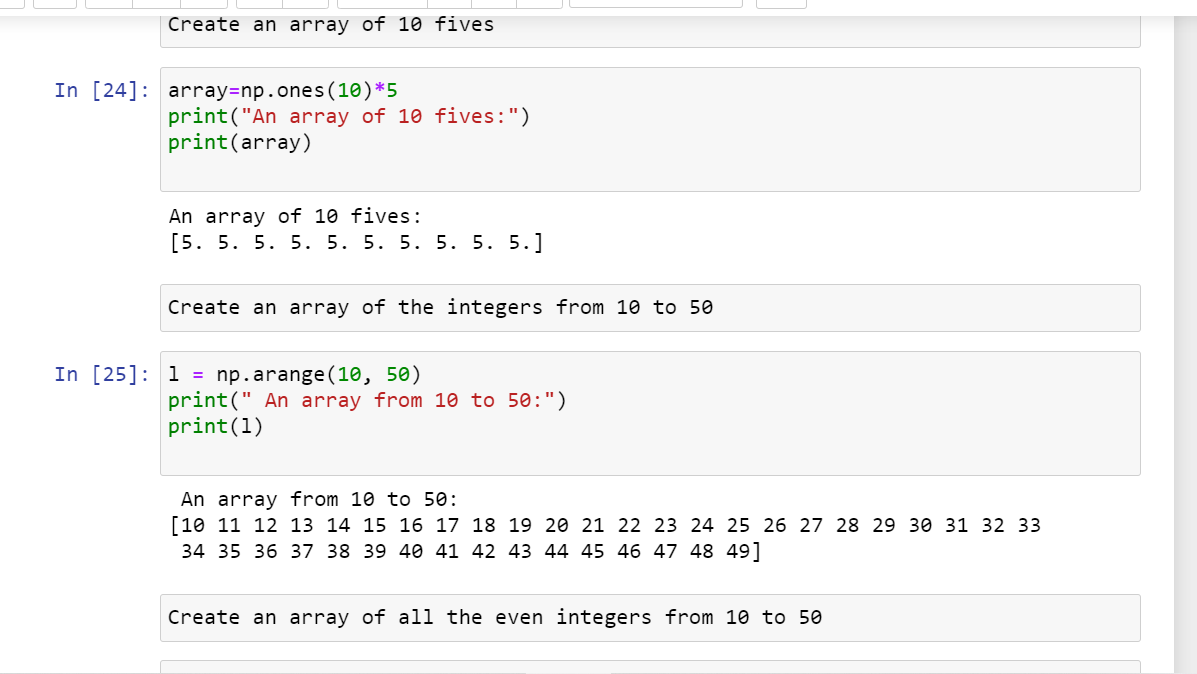 Create an array of 10 fives
In [24]: array=np.ones(10)*5
print("An array of 10 fives:")
print(array)
An array of 10 fives:
[5. 5. 5. 5. 5. 5. 5. 5. 5. 5.]
Create an array of the integers from 10 to 50
In [25]: l = np.arange(10, 50)
print(" An array from 10 to 50:")
print(l)
 An array from 10 to 50:
[10 11 12 13 14 15 16 17 18 19 20 21 22 23 24 25 26 27 28 29 30 31 32 33
 34 35 36 37 38 39 40 41 42 43 44 45 46 47 48 49]
Create an array of all the even integers from 10 to 50